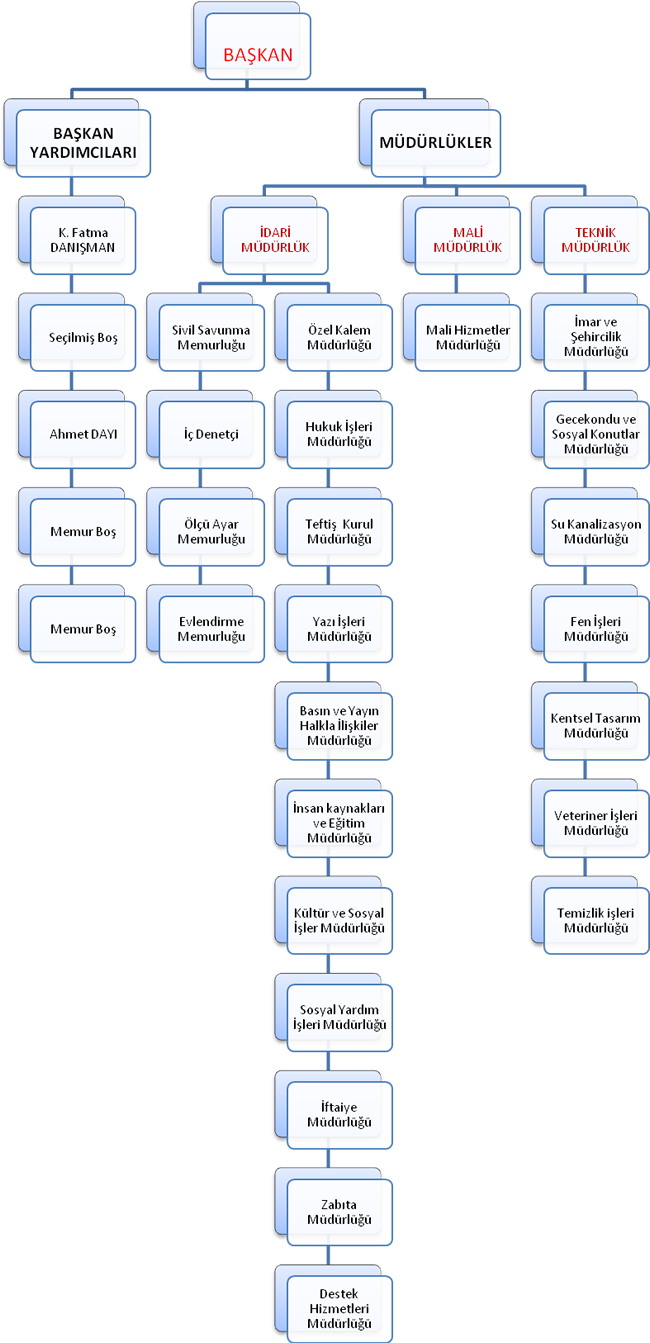 BAŞKAN
BAŞKAN
YARDIMCILARI
MÜDÜRLÜKLER
K. Fatma
DANIŞMAN
Seçilmiş Boş
Ahmet DAYI
Memur Boş
Memur Boş
İDARİ
MÜDÜRLÜK
Sivil Savunma
Memurluğu
İç Denetçi
Ölçü Ayar
Memurluğu
Evlendirme
Memurluğu
Özel Kalem
Müdürlüğü
Hukuk İşleri
Müdürlüğü
Teftiş Kurul
Müdürlüğü
Yazı İşleri
Müdürlüğü
Basın ve Yayın
Halkla İlişkiler
Müdürlüğü
İnsan kaynakları
ve Eğitim
Müdürlüğü
Kültür ve Sosyal
İşler Müdürlüğü
Sosyal Yardım
İşleri Müdürlüğü
İftaiye
Müdürlüğü
Zabıta
Müdürlüğü
Destek
Hizmetleri
Müdürlüğü
MALİ
MÜDÜRLÜK
Mali Hizmetler
Müdürlüğü
TEKNİK
MÜDÜRLÜK
İmar ve
Şehircilik
Müdürlüğü
Gecekondu ve
Sosyal Konutlar
Müdürlüğü
Su Kanalizasyon
Müdürlüğü
Fen İşleri
Müdürlüğü
Kentsel Tasarım
Müdürlüğü
Veteriner İşleri
Müdürlüğü
Temizlik işleri
Müdürlüğü